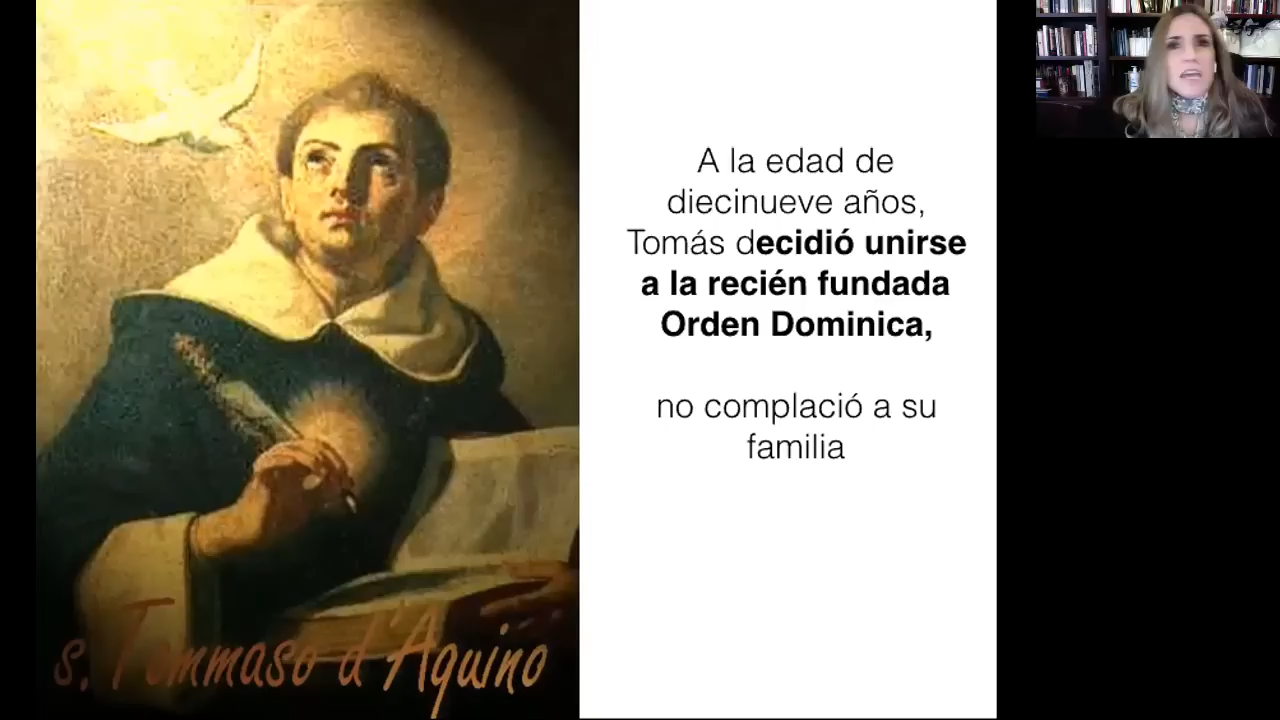 A la edad de
diecinueve años,
Tomás decidió unirse
a la recién fundada
Orden Dominica,
no complació a su
familia
s. Tommaso d'Aquino